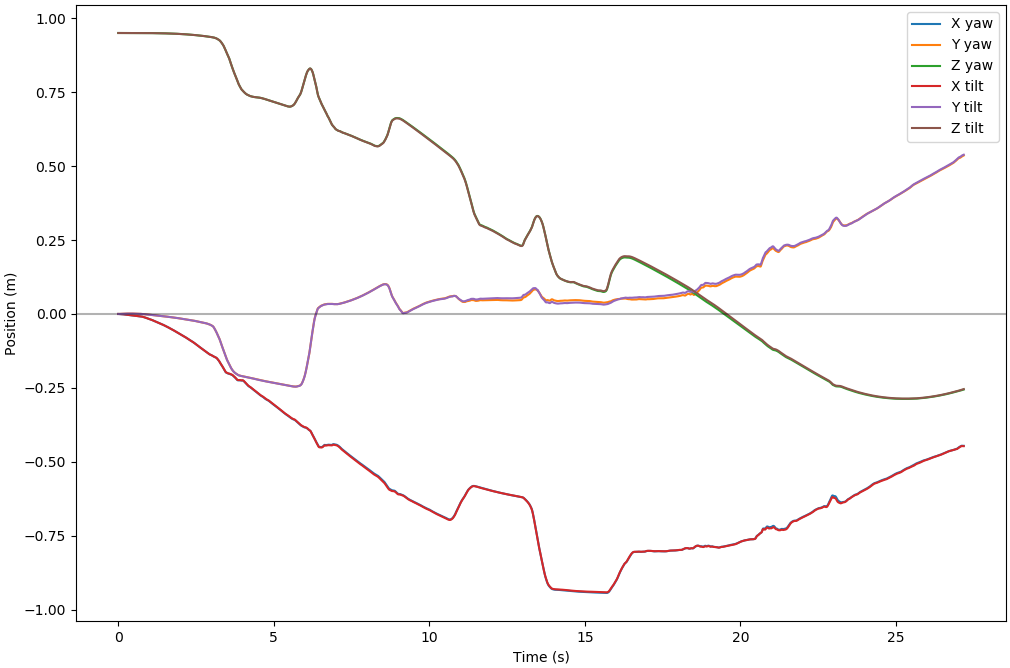 1.00
0.75
0.50
0.25
0.00
−0.25
−0.50
−0.75
−1.00
Position (m)
0
5
10
15
20
25
Time (s)
X yaw
Y yaw
Z yaw
X tilt
Y tilt
Z tilt